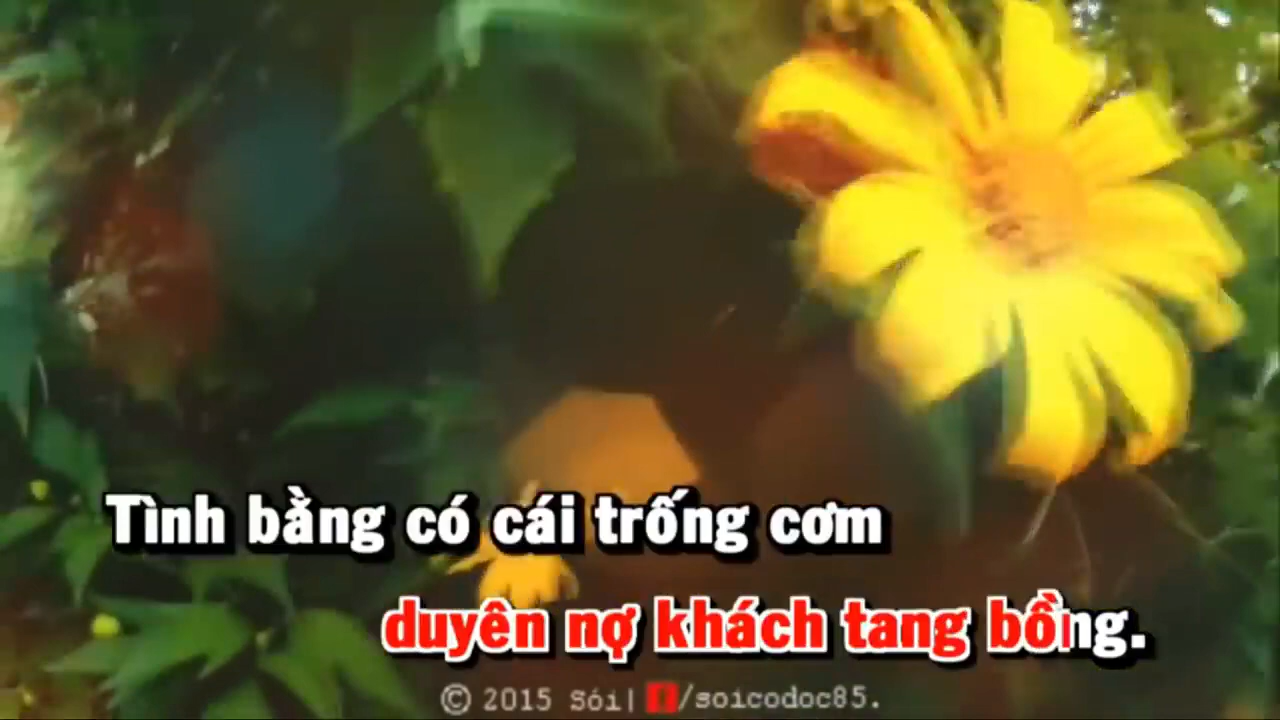 Tình bằng có cái trống cơm
duyên nợ khách tang bồng.
© 2015 Sói| f/soicodoc85.